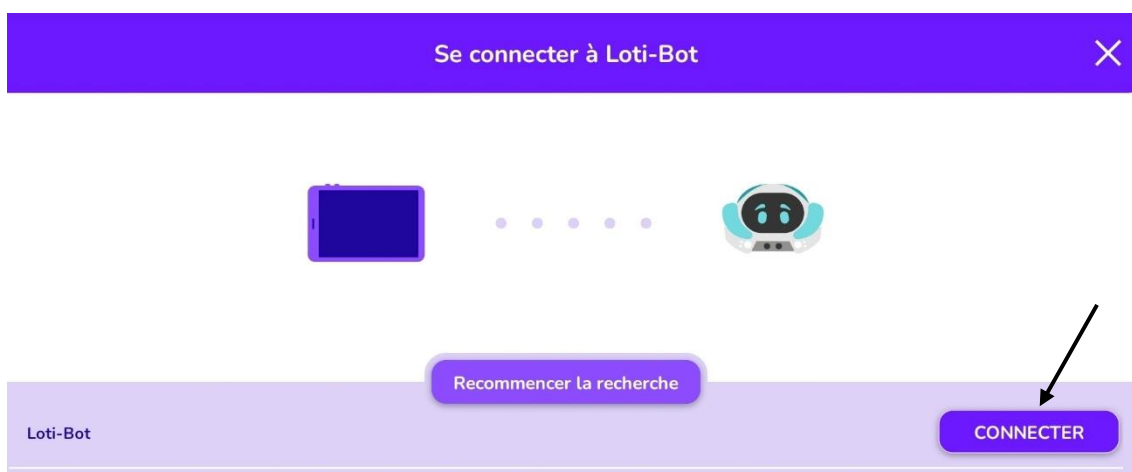 Se connecter à Loti-Bot
Recommencer la recherche
Loti-Bot
CONNECTER